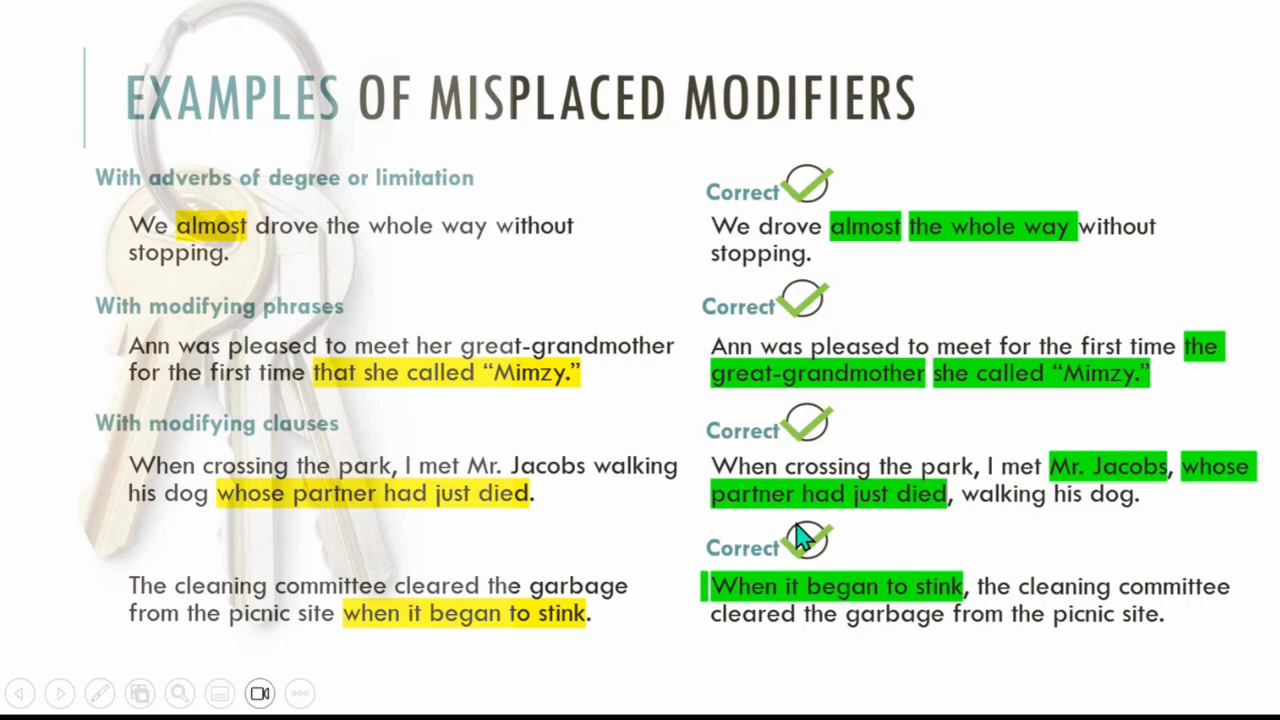 EXAMPLES OF MISPLACED MODIFIERS
With adverbs of degree or limitation
We almost drove the whole way without
stopping.
With modifying phrases
Ann was pleased to meet her great-grandmother
for the first time that she called “Mimzy.”
With modifying clauses
When crossing the park, I met Mr. Jacobs walking
his dog whose partner had just died.
The cleaning committee cleared the garbage
from the picnic site when it began to stink.
Correct
We drove almost the whole way without
stopping.
Correct
Ann was pleased to meet for the first time the
great-grandmother she called “Mimzy.”
Correct
When crossing the park, I met Mr. Jacobs, whose
partner had just died, walking his dog.
Correct
When it began to stink, the cleaning committee
cleared the garbage from the picnic site.